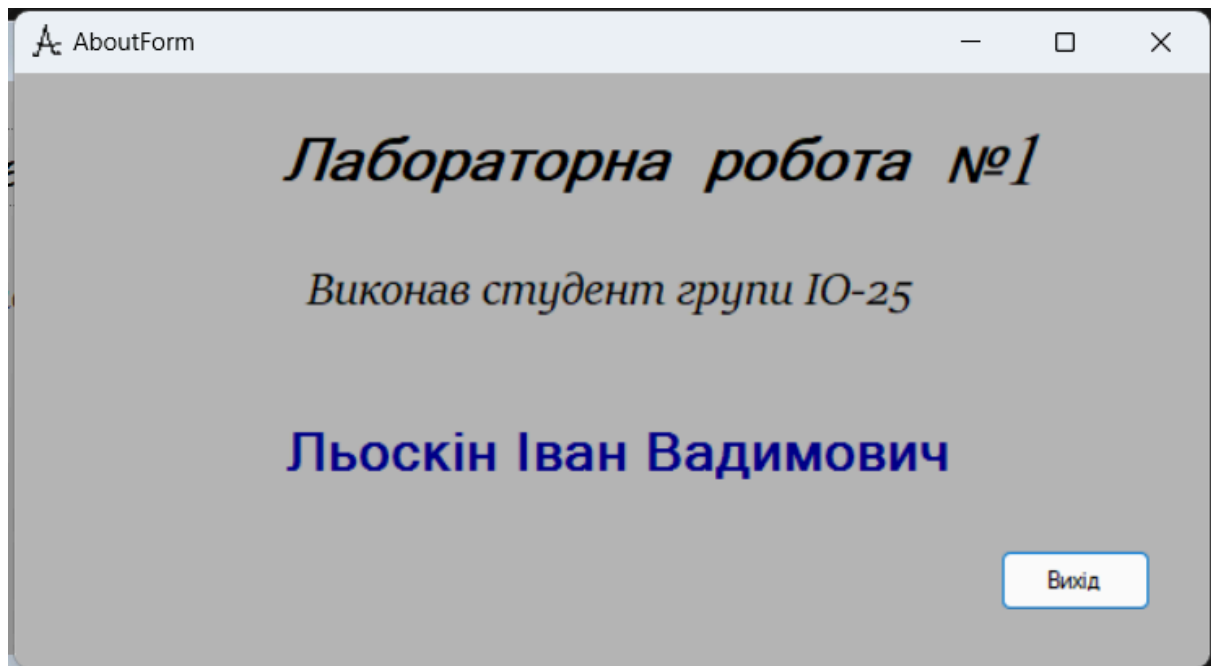 AboutForm
Лабораторна робота №1
Виконав студент групи ІО-25
Льоскін Іван Вадимович
Вихід